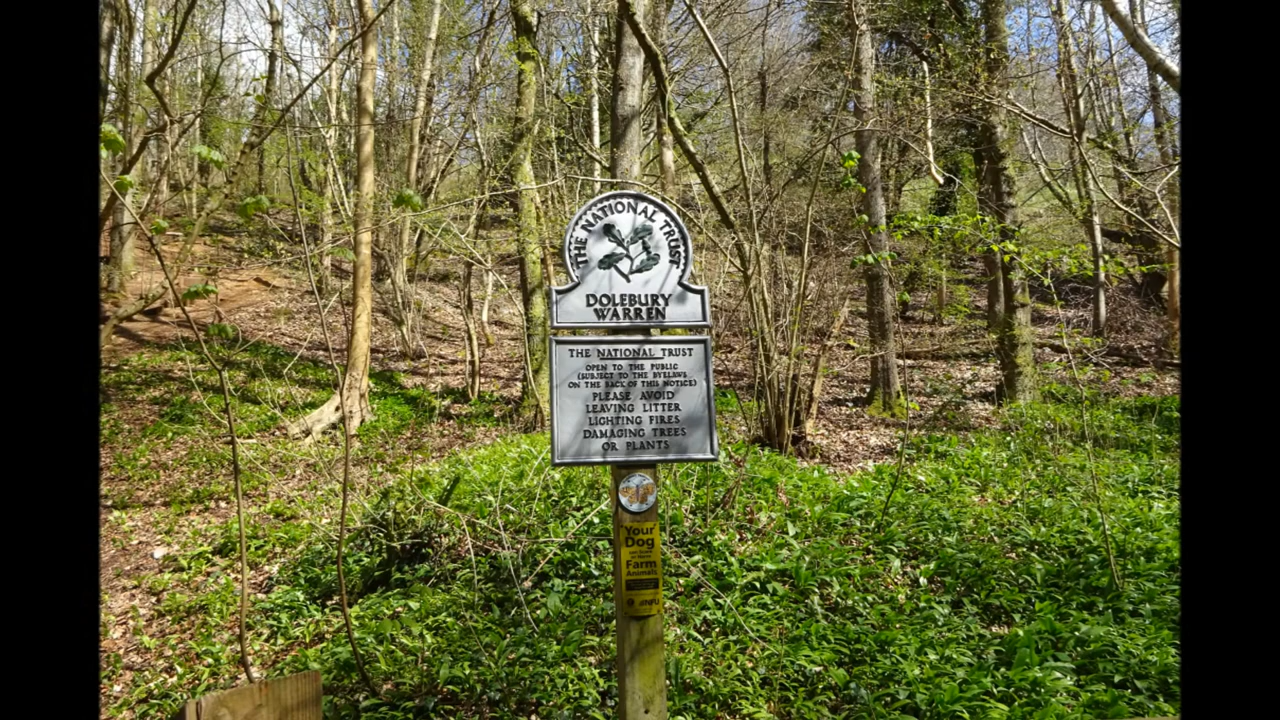 THE NATIONAL TRUST
DOLEBURY
WARREN
THE NATIONAL TRUST
OPEN TO THE PUBLIC
(SUBJECT TO THE BYELAWS
ON THE BACK OF THIS NOTICE)
PLEASE AVOID
LEAVING LITTER
LIGHTING FIRES
DAMAGING TREES
OR PLANTS
Your
Dog
Farm
Animals